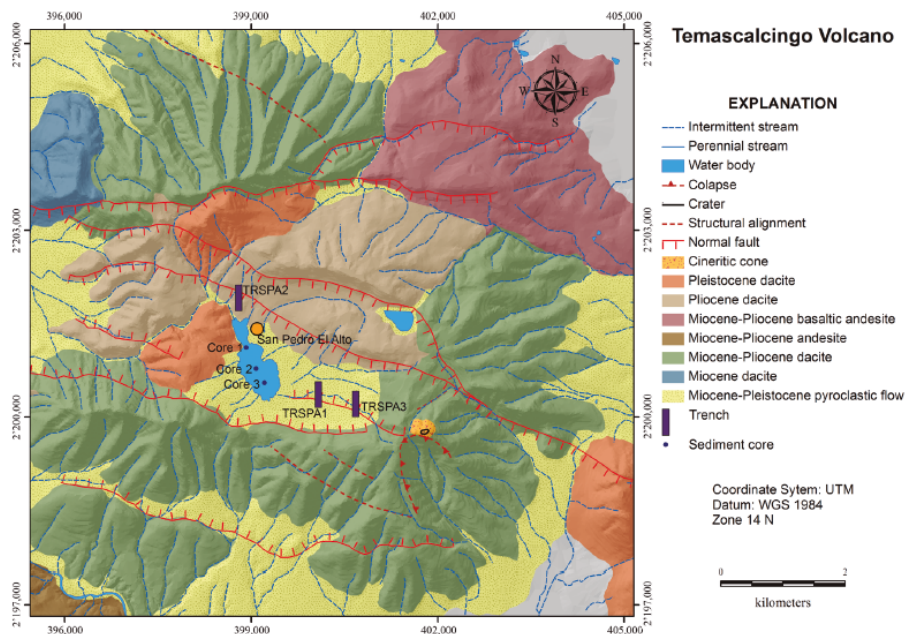 396,000 399,000 402,000 405,000
2°206,000
2°203,000
2°200,000
2°197,000
2°206,000
2°203,000
2°200,000
2°197,000
N
W E
S
TRSPA2
San Pedro El Alto
Core 1
Core 2
Core 3
TRSPA1
TRSPA3
396,000 399,000 402,000 405,000
Temascalcingo Volcano
EXPLANATION
Intermittent stream
Perennial stream
Water body
Colapse
Crater
Structural alignment
Normal fault
Cineritic cone
Pleistocene dacite
Pliocene dacite
Miocene-Pliocene basaltic andesite
Miocene-Pliocene andesite
Miocene-Pliocene dacite
Miocene dacite
Miocene-Pleistocene pyroclastic flow
Trench
Sediment core
Coordinate Sytem: UTM
Datum: WGS 1984
Zone 14 N
0 2
kilometers